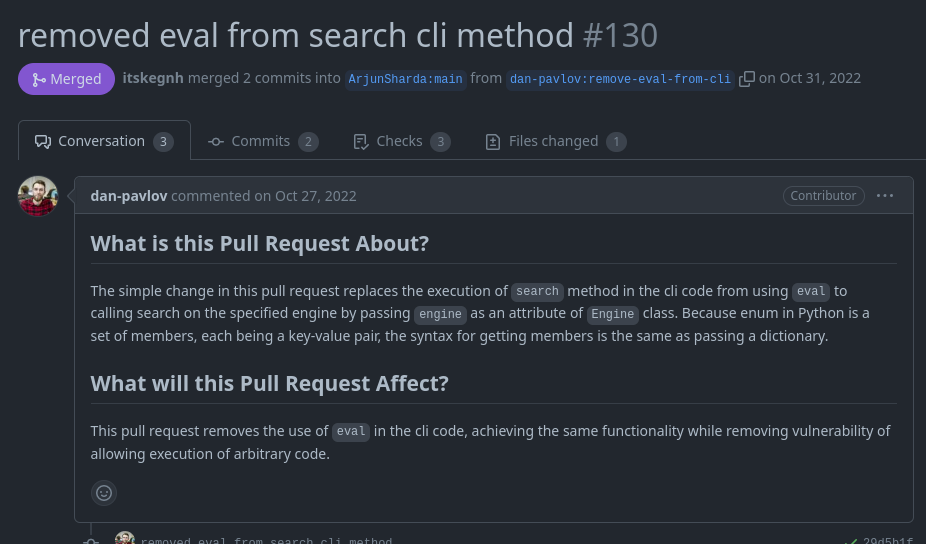 removed eval from search cli method #130
Merged itskegnh merged 2 commits into ArjunSharda:main from dan-pavlov:remove-eval-from-cli on Oct 31, 2022
Conversation 3 Commits 2 Checks 3 Files changed 1
dan-pavlov commented on Oct 27, 2022 Contributor
What is this Pull Request About?
The simple change in this pull request replaces the execution of search method in the cli code from using eval to
calling search on the specified engine by passing engine as an attribute of Engine class. Because enum in Python is a
set of members, each being a key-value pair, the syntax for getting members is the same as passing a dictionary.
What will this Pull Request Affect?
This pull request removes the use of eval in the cli code, achieving the same functionality while removing vulnerability of
allowing execution of arbitrary code.
removed eval from search cli method 29d5b1f